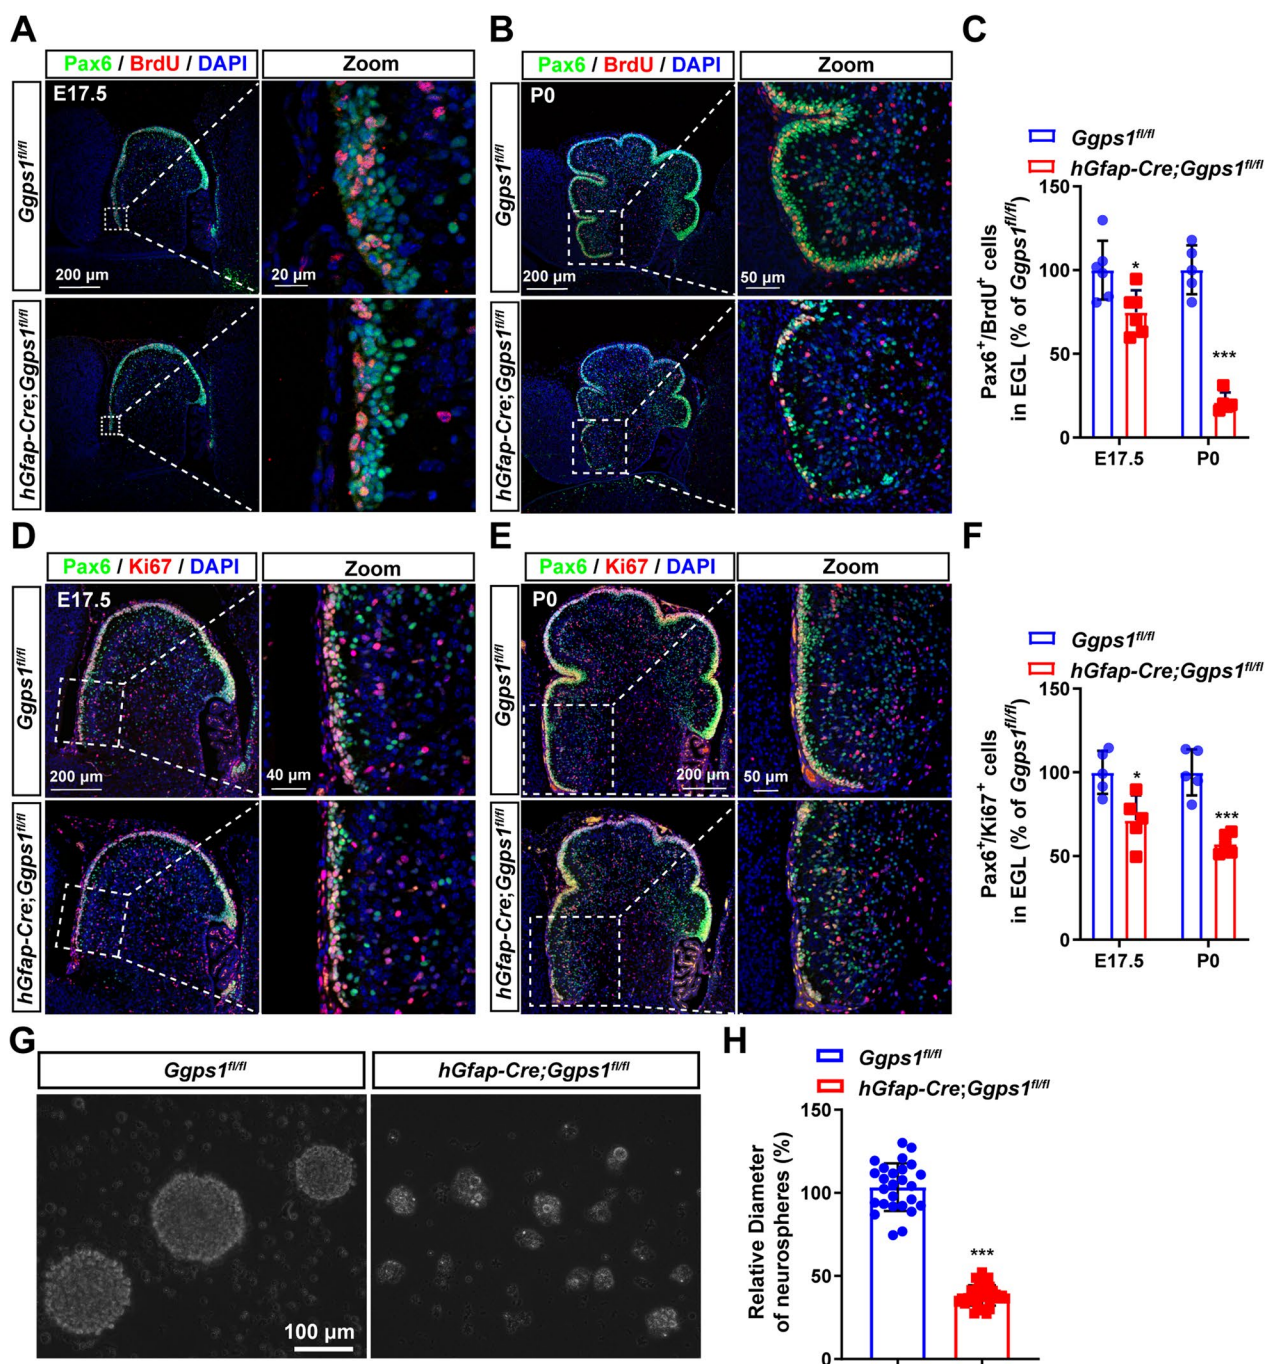 A
Pax6 / BrdU / DAPI
Zoom
E17.5
Ggps1fl/fl
200 µm
20 µm
hGfap-Cre;Ggps1fl/fl
B
Pax6 / BrdU / DAPI
Zoom
P0
Ggps1fl/fl
200 µm
50 µm
hGfap-Cre;Ggps1fl/fl
C
Ggps1fl/fl
hGfap-Cre;Ggps1fl/fl
Pax6+/BrdU+ cells
in EGL (% of Ggps1fl/fl)
150
100
50
0
*
***
E17.5
P0
D
Pax6 / Ki67 / DAPI
Zoom
E17.5
Ggps1fl/fl
200 µm
40 µm
hGfap-Cre;Ggps1fl/fl
E
Pax6 / Ki67 / DAPI
Zoom
P0
Ggps1fl/fl
200 µm
50 µm
hGfap-Cre;Ggps1fl/fl
F
Ggps1fl/fl
hGfap-Cre;Ggps1fl/fl
Pax6+/Ki67+ cells
in EGL (% of Ggps1fl/fl)
150
100
50
0
*
***
E17.5
P0
G
Ggps1fl/fl
hGfap-Cre;Ggps1fl/fl
100 µm
H
Ggps1fl/fl
hGfap-Cre;Ggps1fl/fl
Relative Diameter
of neurospheres (%)
150
100
50
0
***